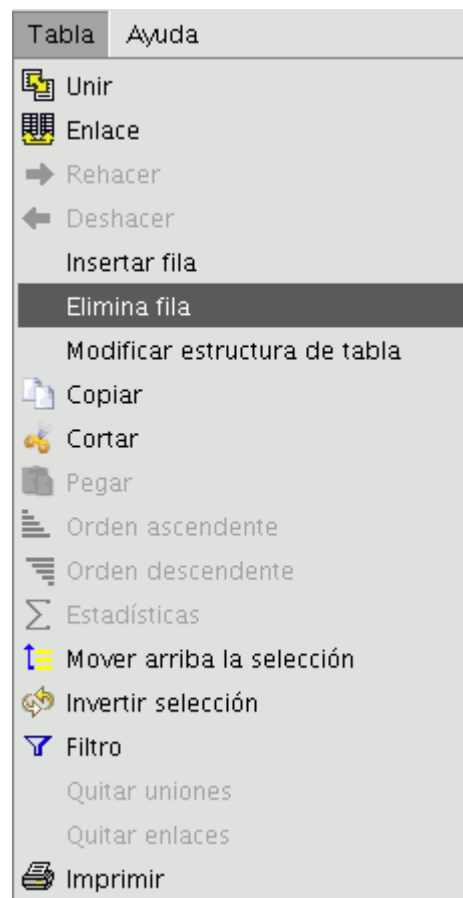 Tabla Ayuda
Unir
Enlace
Rehacer
Deshacer
Insertar fila
Elimina fila
Modificar estructura de tabla
Copiar
Cortar
Pegar
Orden ascendente
Orden descendente
Estadísticas
Mover arriba la selección
Invertir selección
Filtro
Quitar uniones
Quitar enlaces
Imprimir